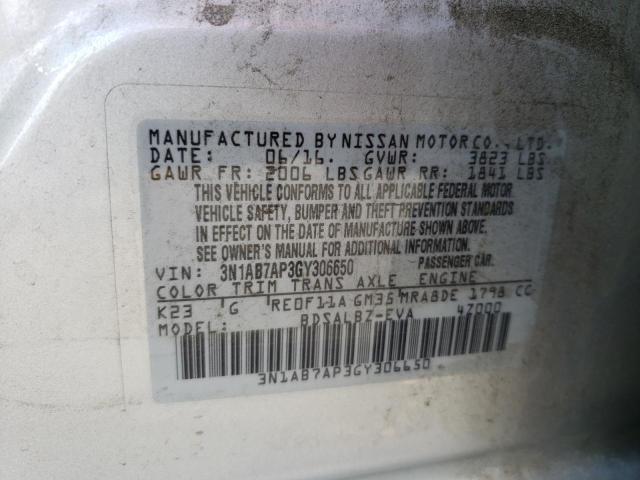 MANUFACTURED BY NISSAN MOTOR CO., LTD.
DATE: 06/16. GVWR: 3823 LBS
GAWR FR: 2006 LBS GAWR RR: 1841 LBS
THIS VEHICLE CONFORMS TO ALL APPLICABLE FEDERAL MOTOR
VEHICLE SAFETY, BUMPER AND THEFT PREVENTION STANDARDS
IN EFFECT ON THE DATE OF MANUFACTURE SHOWN ABOVE.
SEE OWNER'S MANUAL FOR ADDITIONAL INFORMATION.
VIN: 3N1AB7AP3GY306650 PASSENGER CAR.
COLOR TRIM TRANS AXLE ENGINE
K23 G RE0F11A GM35 MRA8DE 1798 CC
MODEL: BDSALBZ-EVA 4Z000
3N1AB7AP3GY306650